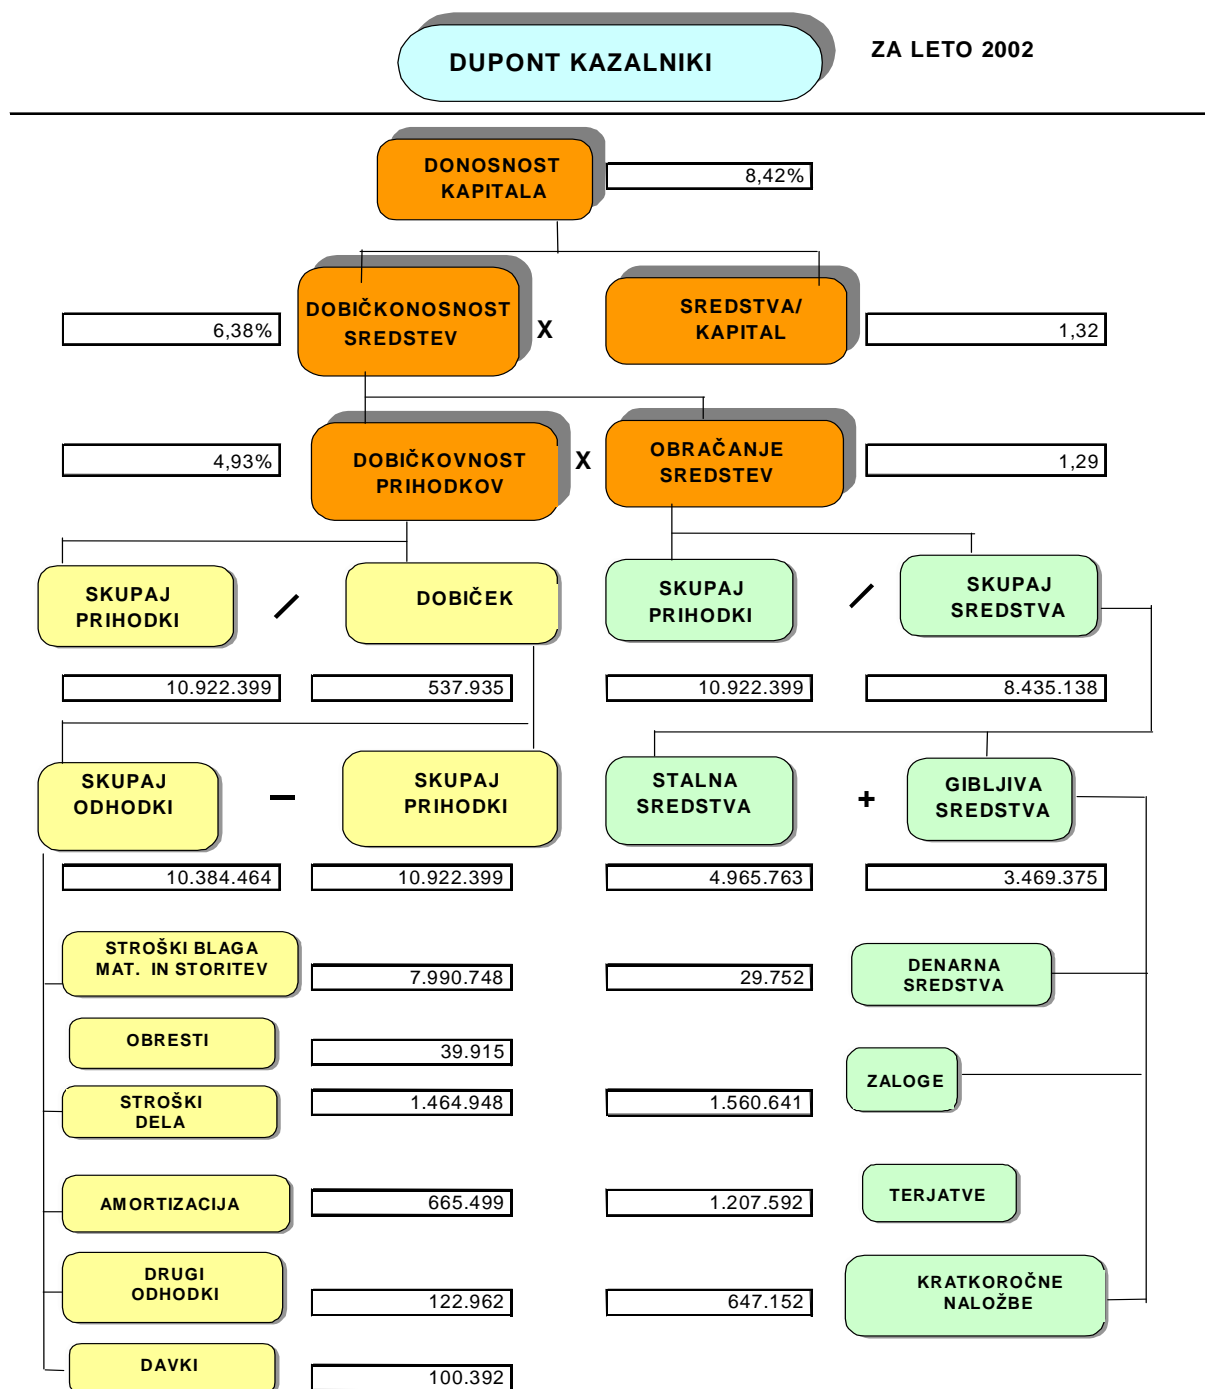 DUPONT KAZALNIKI
ZA LETO 2002
DONOSNOST
KAPITALA
8,42%
6,38%
DOBIČKONOSNOST
SREDSTEV
X
SREDSTVA/
KAPITAL
1,32
4,93%
DOBIČKOVNOST
PRIHODKOV
X
OBRAČANJE
SREDSTEV
1,29
SKUPAJ
PRIHODKI
/
DOBIČEK
SKUPAJ
PRIHODKI
/
SKUPAJ
SREDSTVA
10.922.399
537.935
10.922.399
8.435.138
SKUPAJ
ODHODKI
–
SKUPAJ
PRIHODKI
STALNA
SREDSTVA
+
GIBLJIVA
SREDSTVA
10.384.464
10.922.399
4.965.763
3.469.375
STROŠKI BLAGA
MAT. IN STORITEV
7.990.748
29.752
DENARNA
SREDSTVA
OBRESTI
39.915
ZALOGE
STROŠKI
DELA
1.464.948
1.560.641
AMORTIZACIJA
665.499
1.207.592
TERJATVE
DRUGI
ODHODKI
122.962
647.152
KRATKOROČNE
NALOŽBE
DAVKI
100.392